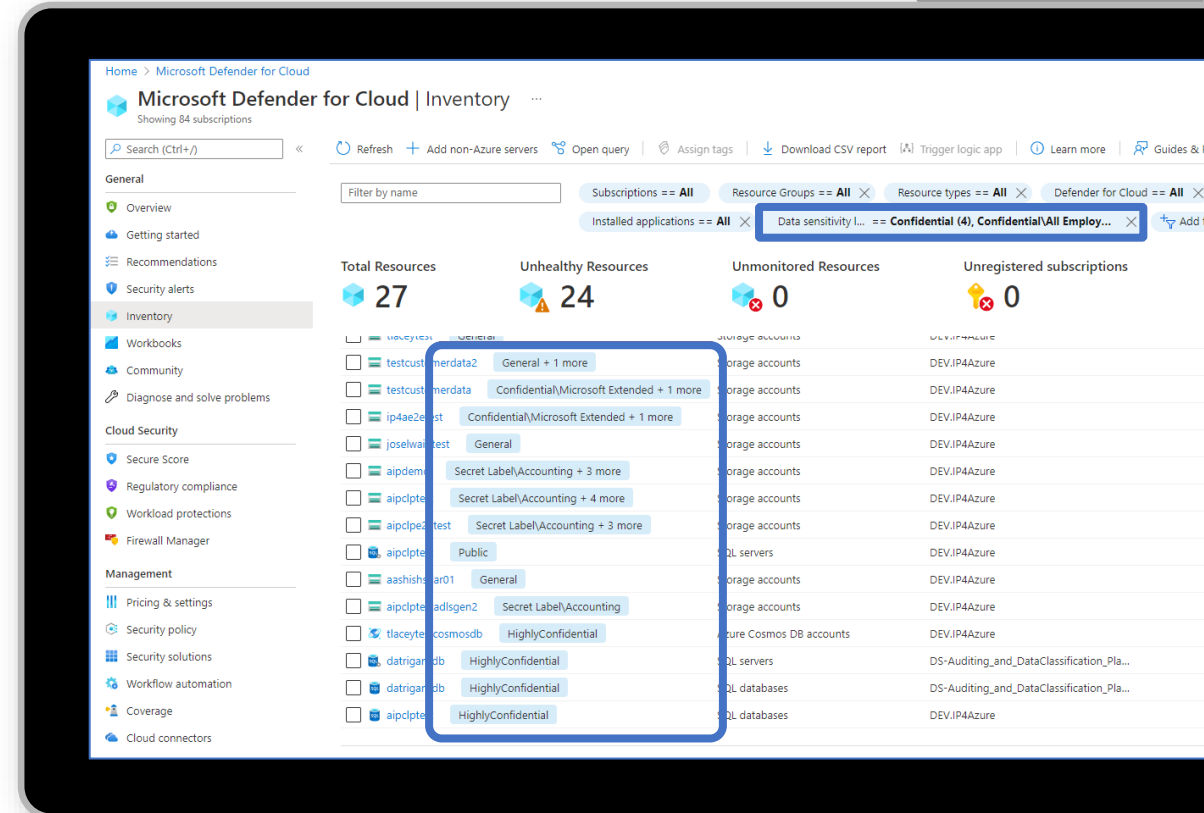 Home > Microsoft Defender for Cloud
Microsoft Defender for Cloud | Inventory ...
Showing 84 subscriptions
Search (Ctrl+/) «
General
Overview
Getting started
Recommendations
Security alerts
Inventory
Workbooks
Community
Diagnose and solve problems
Cloud Security
Secure Score
Regulatory compliance
Workload protections
Firewall Manager
Management
Pricing & settings
Security policy
Security solutions
Workflow automation
Coverage
Cloud connectors
Refresh Add non-Azure servers Open query Assign tags Download CSV report Trigger logic app Learn more Guides &
Filter by name Subscriptions == All Resource Groups == All Resource types == All Defender for Cloud == All
Installed applications == All Data sensitivity l... == Confidential (4), Confidential\All Employ... Add
Total Resources Unhealthy Resources Unmonitored Resources Unregistered subscriptions
27 24 0 0
tlaceytest General Storage accounts DEV.IP4Azure
testcustomerdata2 General + 1 more Storage accounts DEV.IP4Azure
testcustomerdata Confidential\Microsoft Extended + 1 more Storage accounts DEV.IP4Azure
ip4ae2etest Confidential\Microsoft Extended + 1 more Storage accounts DEV.IP4Azure
General Storage accounts DEV.IP4Azure
Secret Label\Accounting + 3 more Storage accounts DEV.IP4Azure
Secret Label\Accounting + 4 more Storage accounts DEV.IP4Azure
Secret Label\Accounting + 3 more Storage accounts DEV.IP4Azure
Public SQL servers DEV.IP4Azure
General Storage accounts DEV.IP4Azure
Secret Label\Accounting Storage accounts DEV.IP4Azure
HighlyConfidential Azure Cosmos DB accounts DEV.IP4Azure
HighlyConfidential SQL servers DS-Auditing_and_DataClassification_Pla...
HighlyConfidential SQL databases DS-Auditing_and_DataClassification_Pla...
HighlyConfidential SQL databases DEV.IP4Azure